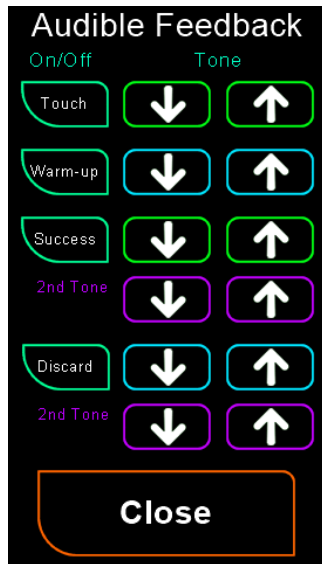 Audible Feedback
On/Off Tone
Touch
Warm-up
Success
2nd Tone
Discard
2nd Tone
Close